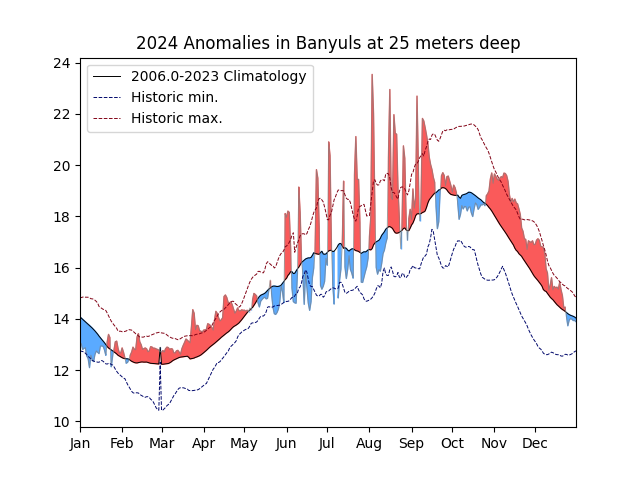 2024 Anomalies in Banyuls at 25 meters deep
2006.0-2023 Climatology
Historic min.
Historic max.
24
22
20
18
16
14
12
10
Jan Feb Mar Apr May Jun Jul Aug Sep Oct Nov Dec